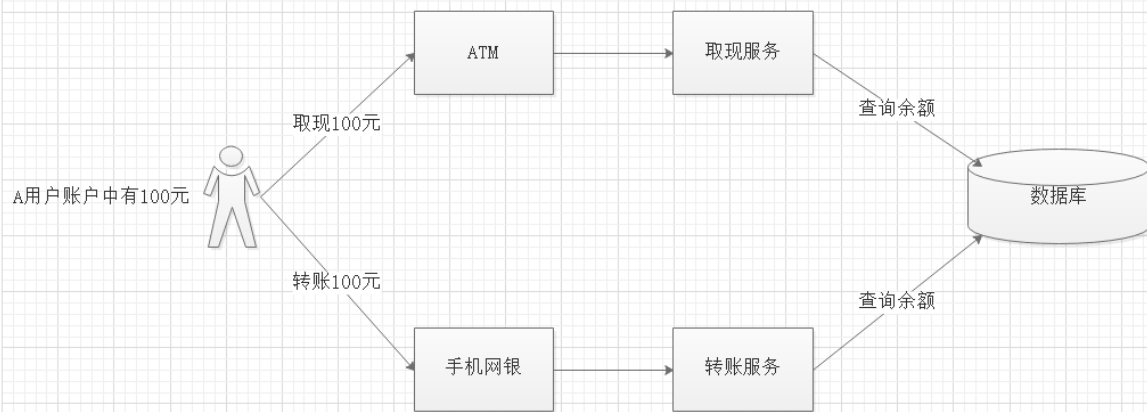 ATM
取现服务
查询余额
取现100元
A用户账户中有100元
数据库
转账100元
查询余额
手机网银
转账服务